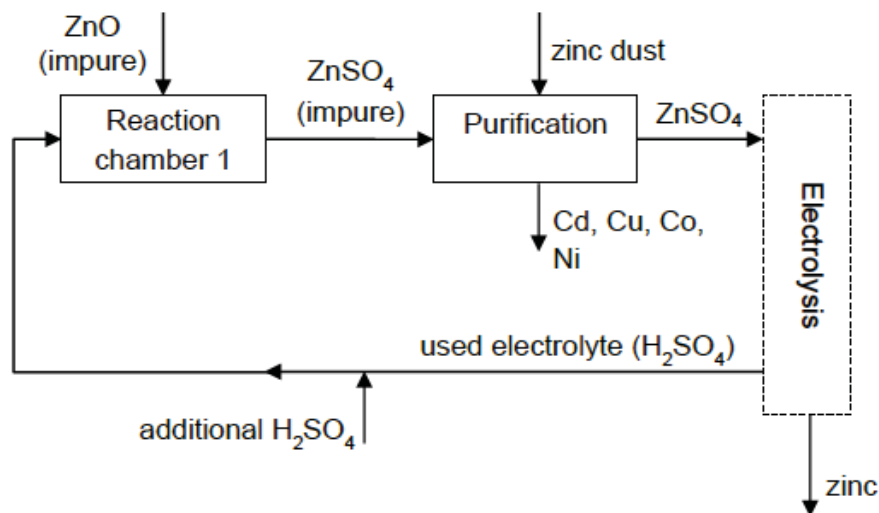 ZnO
(impure)
Reaction
chamber 1
ZnSO₄
(impure)
zinc dust
Purification
ZnSO₄
Cd, Cu, Co,
Ni
Electrolysis
used electrolyte (H₂SO₄)
additional H₂SO₄
zinc